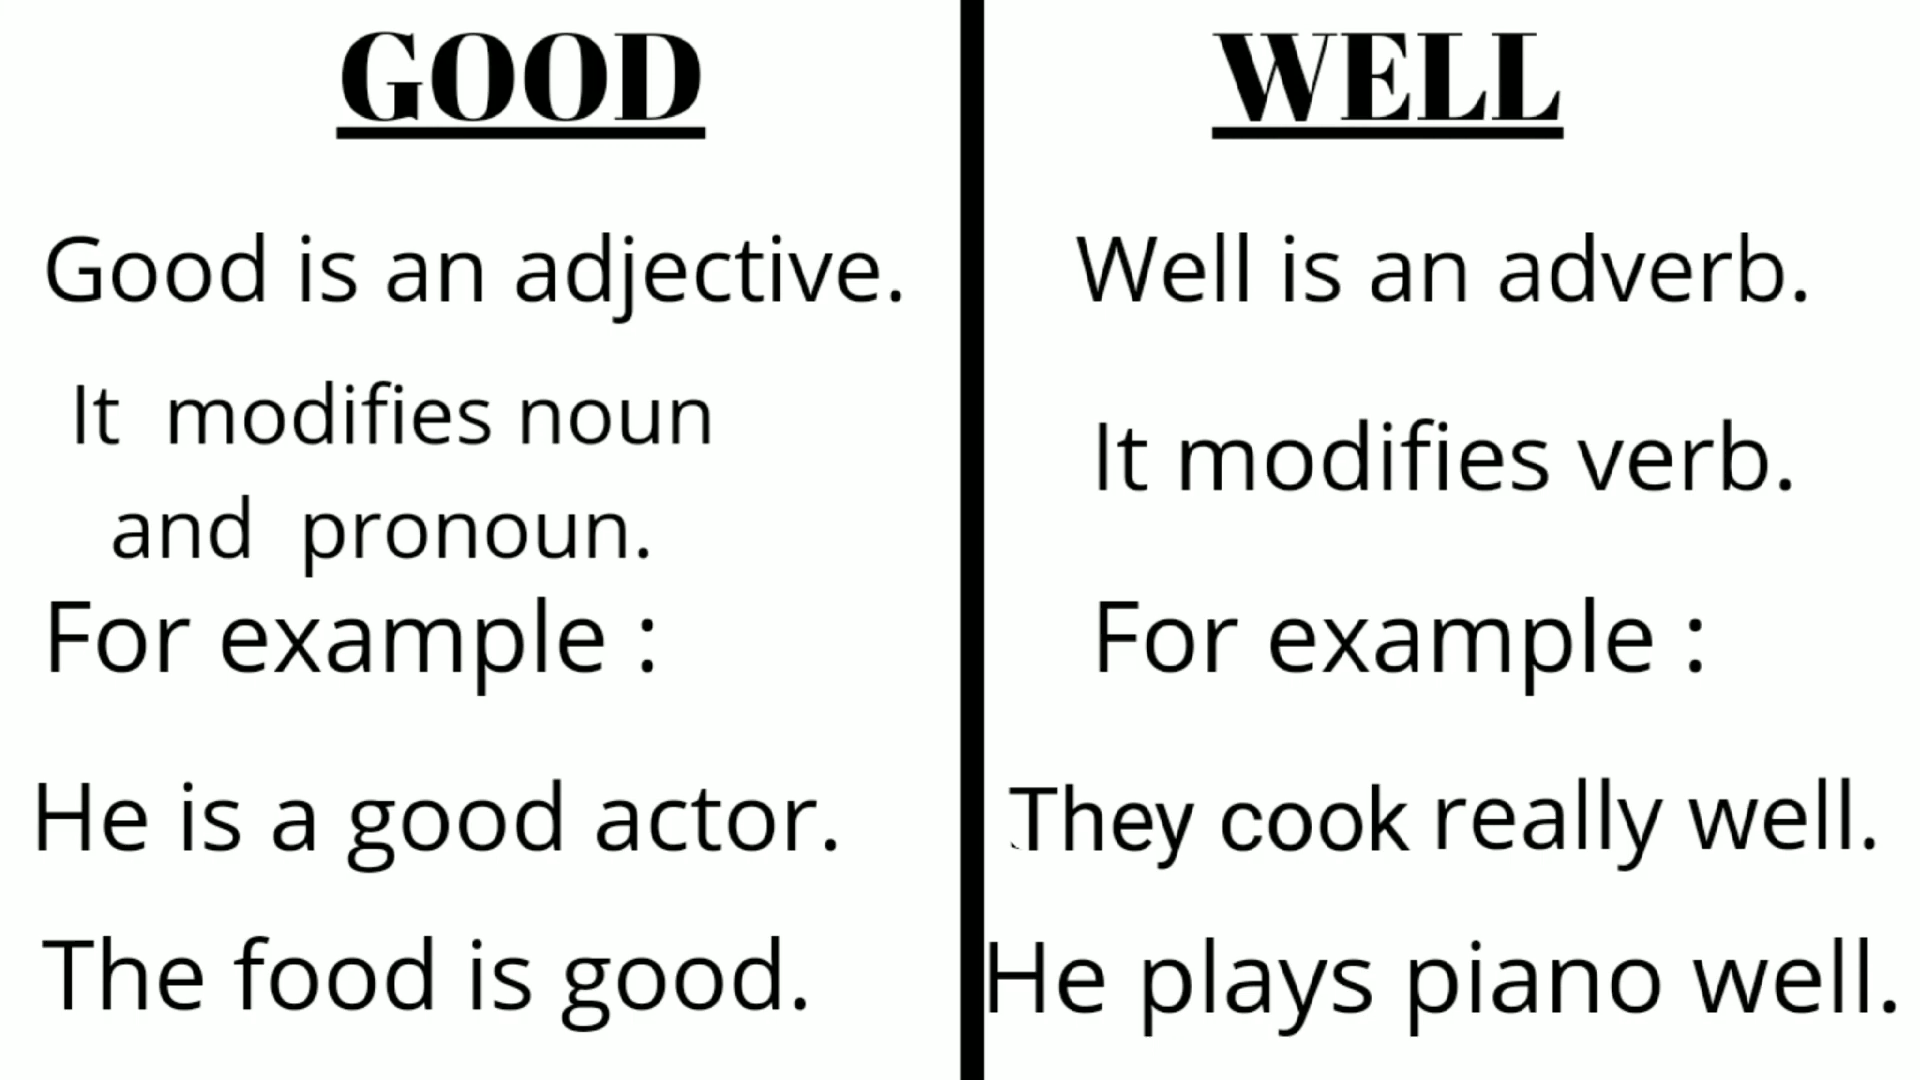 GOOD
Good is an adjective.
It modifies noun
and pronoun.
For example :
He is a good actor.
The food is good.
WELL
Well is an adverb.
It modifies verb.
For example :
They cook really well.
He plays piano well.